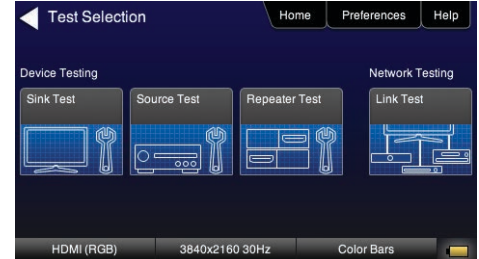 Test Selection Home Preferences Help
Device Testing Network Testing
Sink Test Source Test Repeater Test Link Test
HDMI (RGB) 3840x2160 30Hz Color Bars